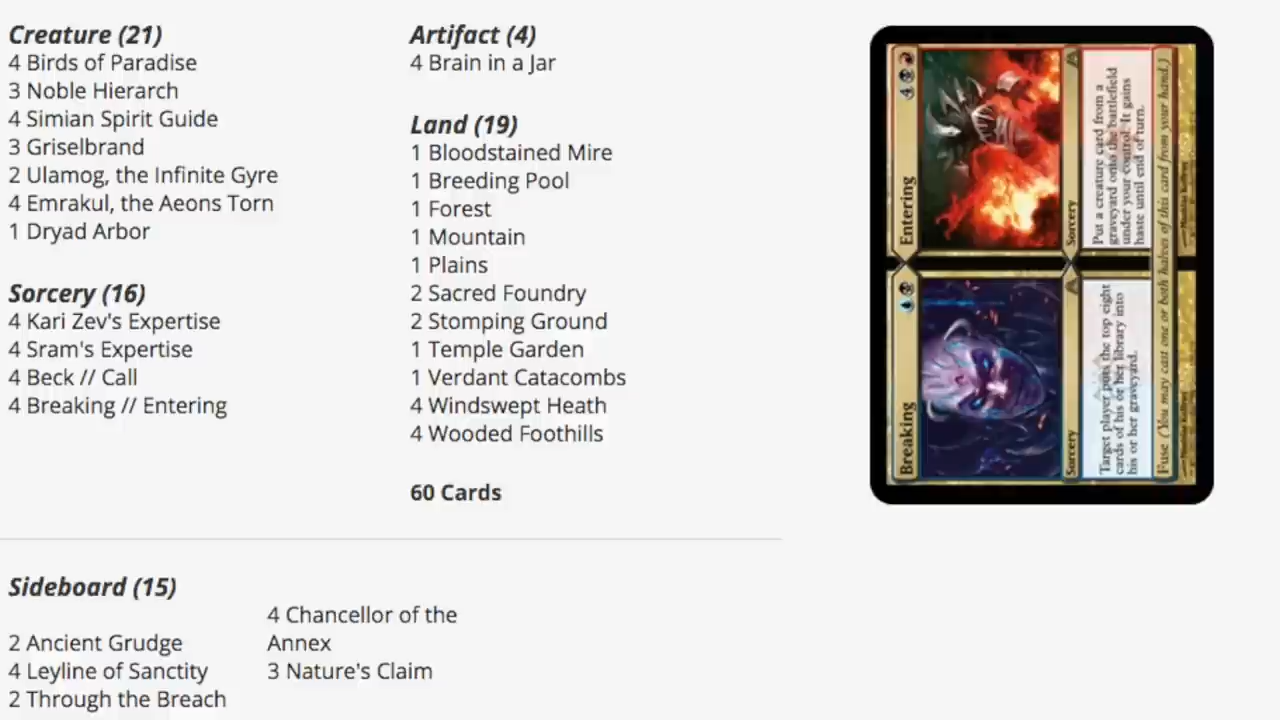 Creature (21)
4 Birds of Paradise
3 Noble Hierarch
4 Simian Spirit Guide
3 Griselbrand
2 Ulamog, the Infinite Gyre
4 Emrakul, the Aeons Torn
1 Dryad Arbor
Sorcery (16)
4 Kari Zev's Expertise
4 Sram's Expertise
4 Beck // Call
4 Breaking // Entering
Artifact (4)
4 Brain in a Jar
Land (19)
1 Bloodstained Mire
1 Breeding Pool
1 Forest
1 Mountain
1 Plains
2 Sacred Foundry
2 Stomping Ground
1 Temple Garden
1 Verdant Catacombs
4 Windswept Heath
4 Wooded Foothills
60 Cards
Sideboard (15)
2 Ancient Grudge
4 Leyline of Sanctity
2 Through the Breach
4 Chancellor of the
Annex
3 Nature's Claim
Breaking
Sorcery
Target player puts the top eight
cards of his or her library into
his or her graveyard.
Entering
4
Sorcery
Put a creature card from a
graveyard onto the battlefield
under your control. It gains
haste until end of turn.
Fuse (You may cast one or both halves of this card from your hand.)